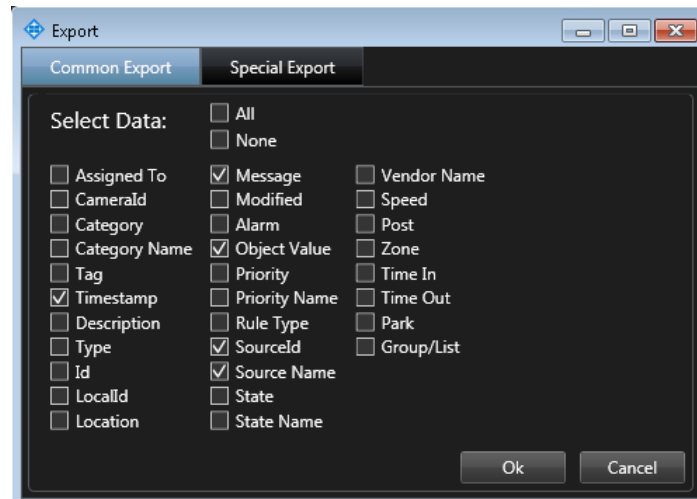 Export
Common Export Special Export
Select Data:
All
None
Assigned To Message Vendor Name
CameraId Modified Speed
Category Alarm Post
Category Name Object Value Zone
Tag Priority Time In
Timestamp Priority Name Time Out
Description Rule Type Park
Type SourceId Group/List
Id Source Name
LocalId State
Location State Name
Ok Cancel